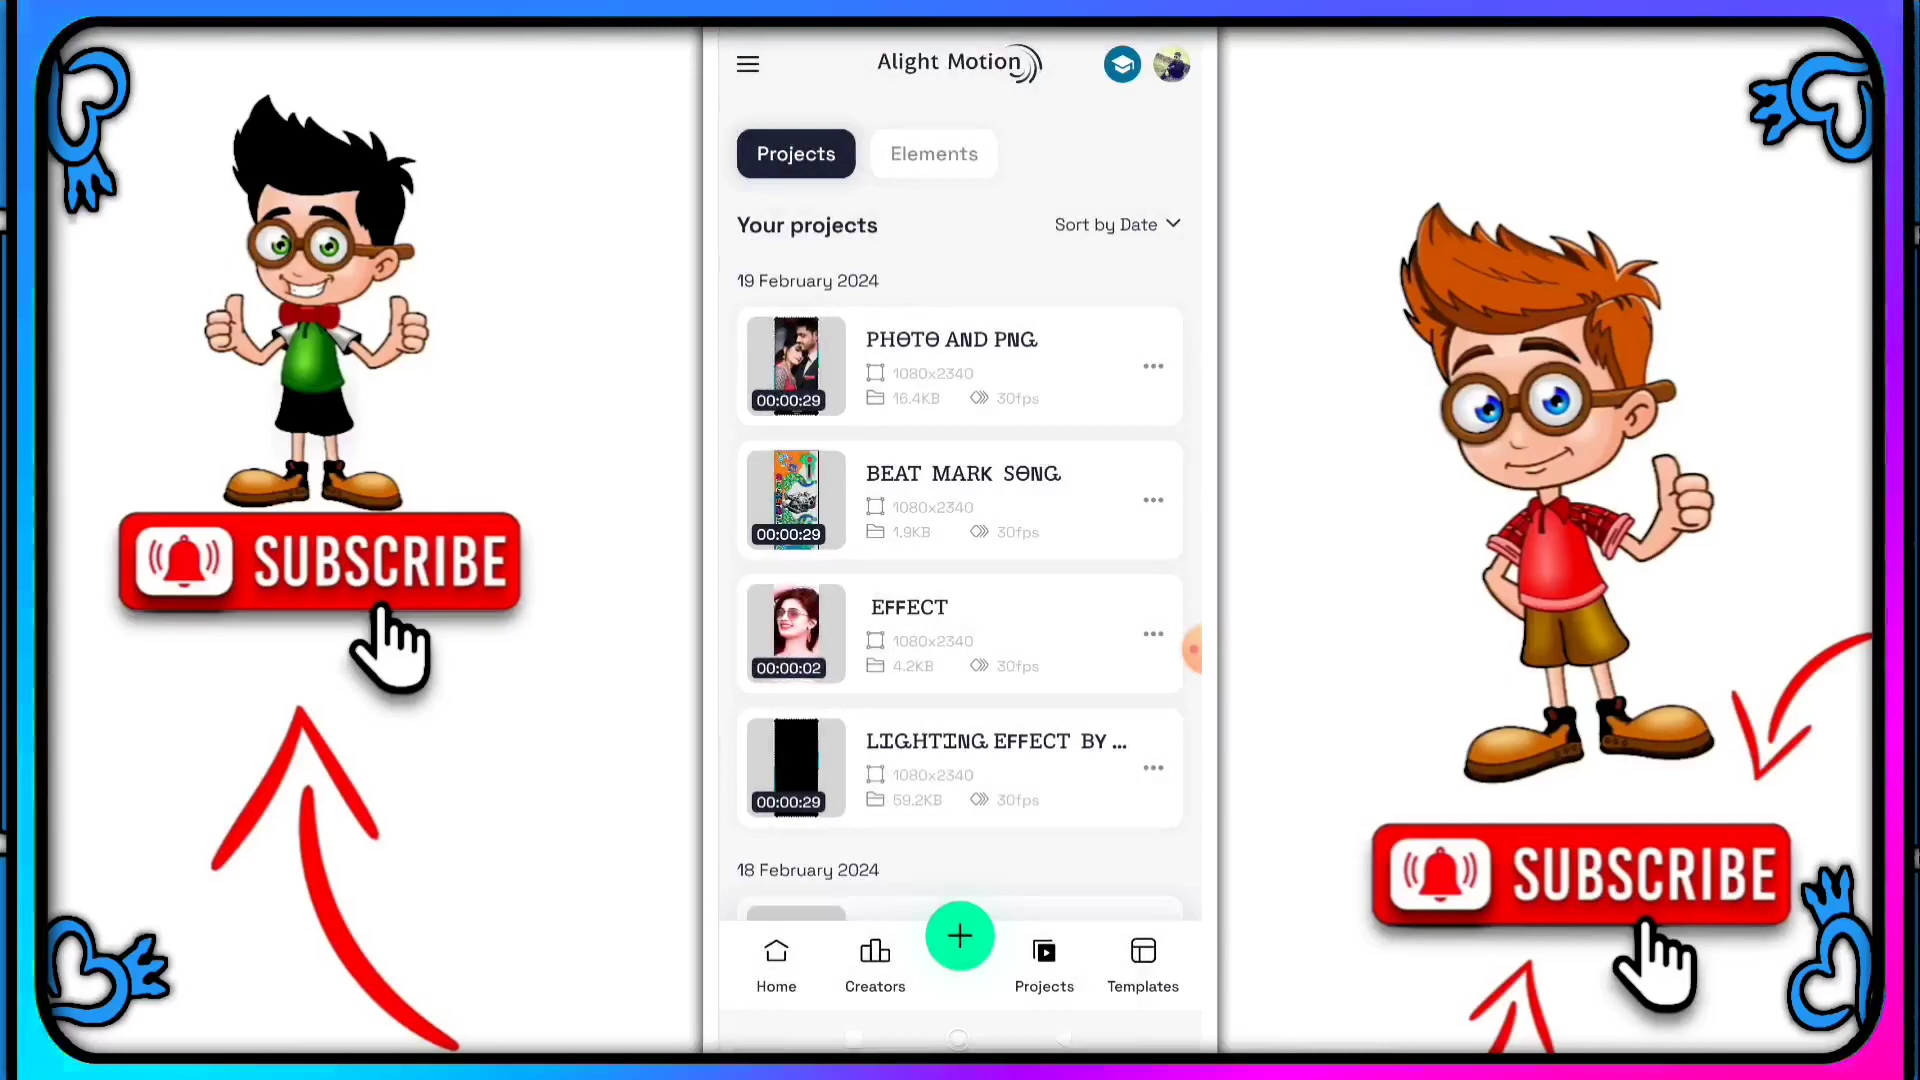 Alight Motion
Projects
Elements
Your projects
Sort by Date
19 February 2024
PHOTO AND PNG
1080x2340
16.4KB
30fps
00:00:29
BEAT MARK SONG
1080x2340
1.9KB
30fps
00:00:29
EFFECT
1080x2340
4.2KB
30fps
00:00:02
LIGHTING EFFECT BY ...
1080x2340
59.2KB
30fps
00:00:29
18 February 2024
Home
Creators
Projects
Templates
SUBSCRIBE
SUBSCRIBE